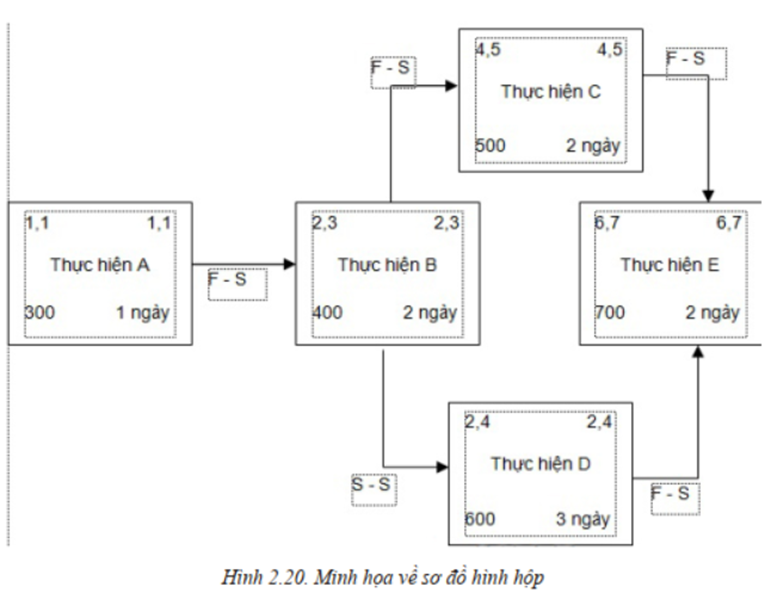 4,5 4,5
Thực hiện C
500 2 ngày
F - S
F - S
1,1 1,1
Thực hiện A
300 1 ngày
F - S
2,3 2,3
Thực hiện B
400 2 ngày
6,7 6,7
Thực hiện E
700 2 ngày
2,4 2,4
Thực hiện D
600 3 ngày
S - S
F - S
Hình 2.20. Minh họa về sơ đồ hình hộp